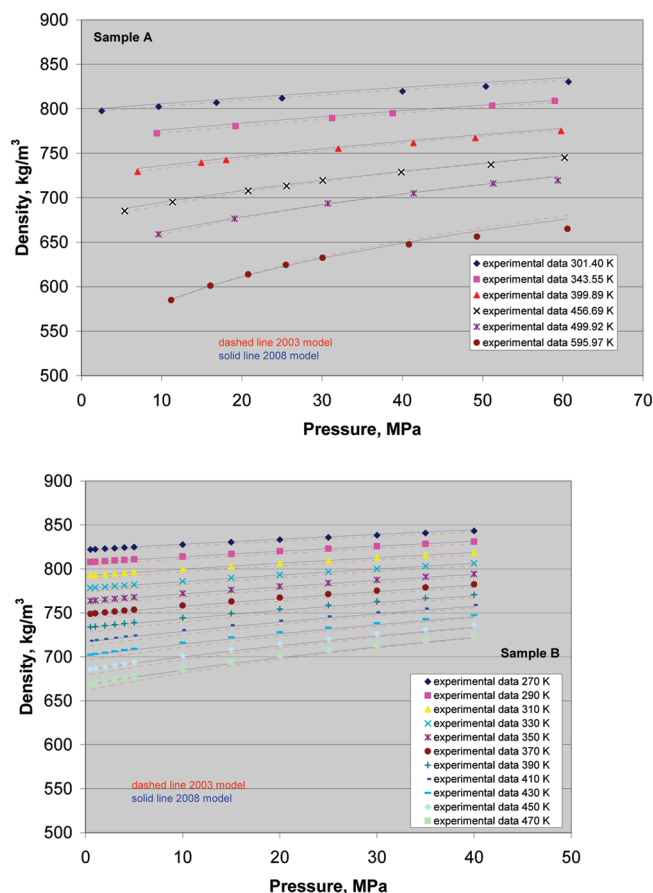 900
Sample A
850
800
750
700
650
600
550
500
Density, kg/m³
experimental data 301.40 K
experimental data 343.55 K
experimental data 399.89 K
experimental data 456.69 K
experimental data 499.92 K
experimental data 595.97 K
dashed line 2003 model
solid line 2008 model
0 10 20 30 40 50 60 70
Pressure, MPa
900
850
800
750
700
650
600
550
500
Density, kg/m³
Sample B
experimental data 270 K
experimental data 290 K
experimental data 310 K
experimental data 330 K
experimental data 350 K
experimental data 370 K
experimental data 390 K
experimental data 410 K
experimental data 430 K
experimental data 450 K
experimental data 470 K
dashed line 2003 model
solid line 2008 model
0 10 20 30 40 50
Pressure, MPa